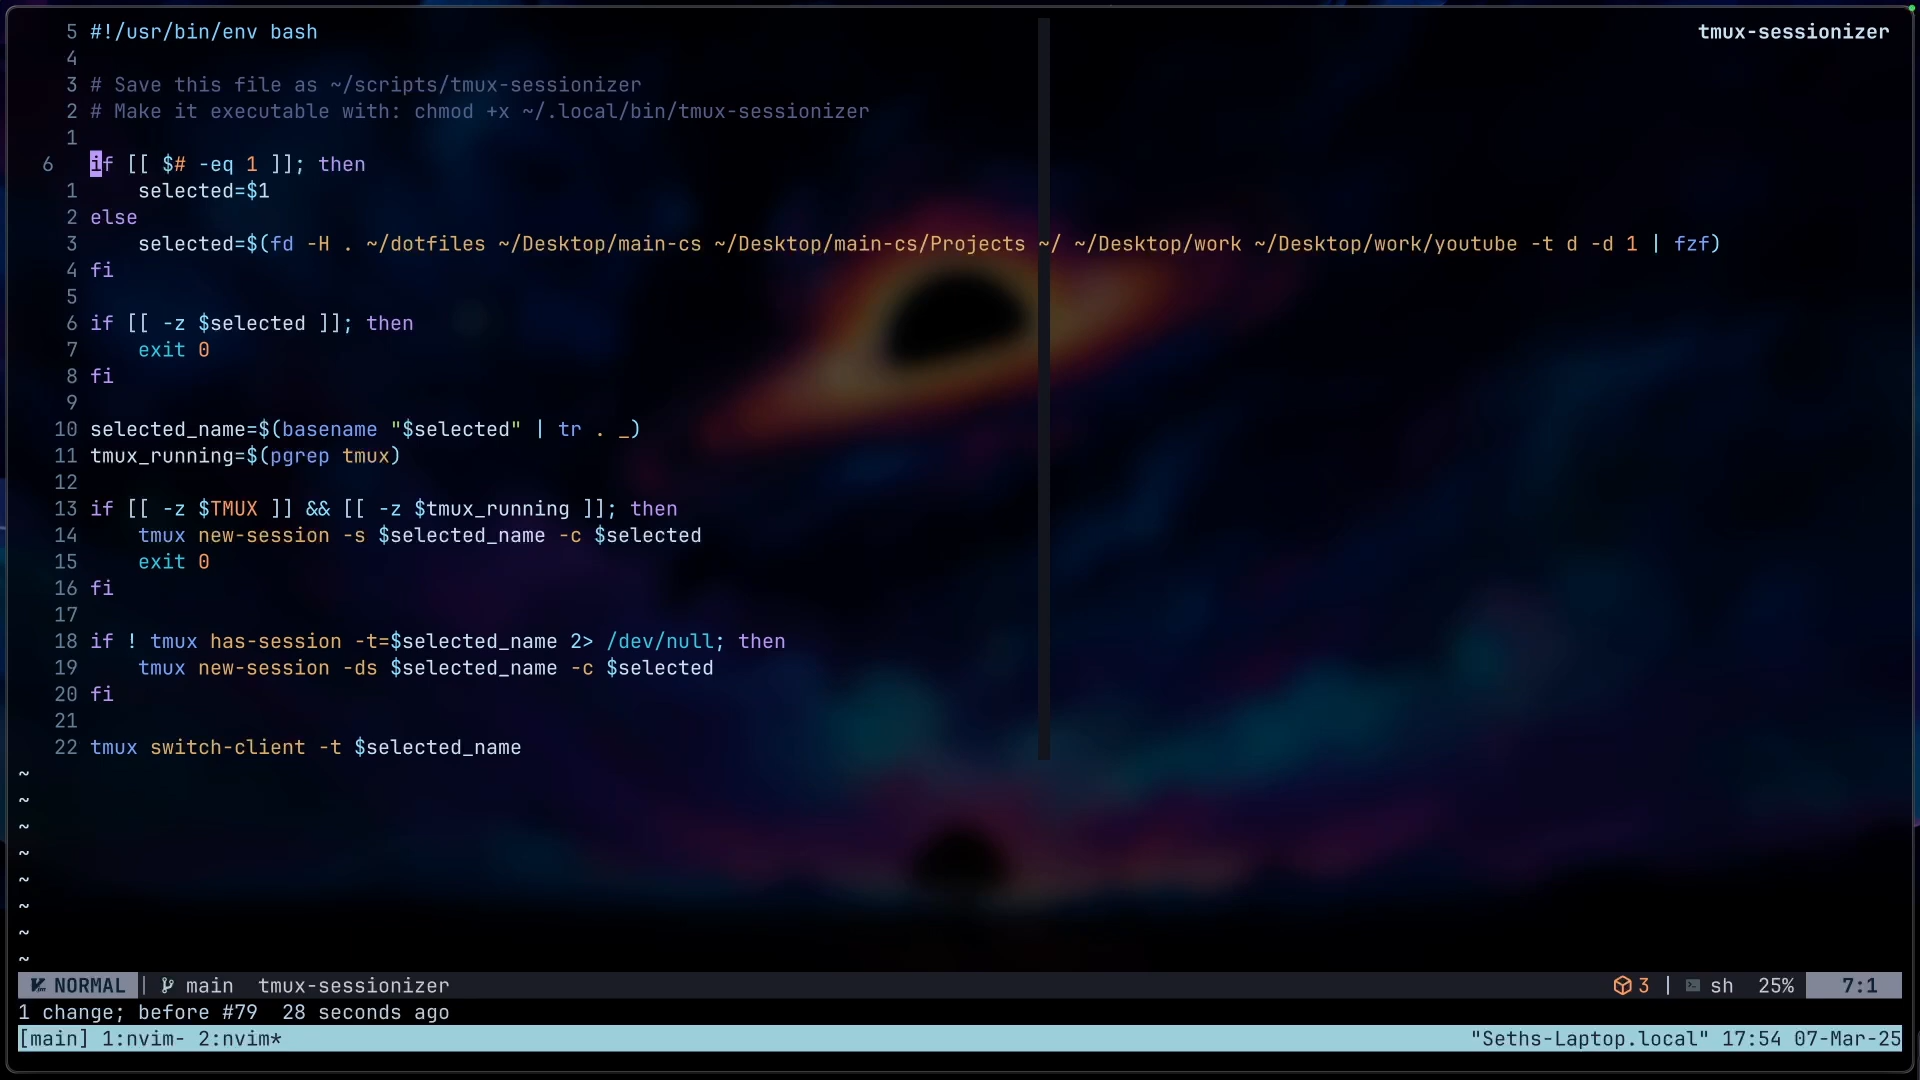 tmux-sessionizer
5 #!/usr/bin/env bash
4
3 # Save this file as ~/scripts/tmux-sessionizer
2 # Make it executable with: chmod +x ~/.local/bin/tmux-sessionizer
1
6 if [[ $# -eq 1 ]]; then
1     selected=$1
2 else
3     selected=$(fd -H . ~/dotfiles ~/Desktop/main-cs ~/Desktop/main-cs/Projects ~/ ~/Desktop/work ~/Desktop/work/youtube -t d -d 1 | fzf)
4 fi
5
6 if [[ -z $selected ]]; then
7     exit 0
8 fi
9
10 selected_name=$(basename "$selected" | tr . _)
11 tmux_running=$(pgrep tmux)
12
13 if [[ -z $TMUX ]] && [[ -z $tmux_running ]]; then
14     tmux new-session -s $selected_name -c $selected
15     exit 0
16 fi
17
18 if ! tmux has-session -t=$selected_name 2> /dev/null; then
19     tmux new-session -ds $selected_name -c $selected
20 fi
21
22 tmux switch-client -t $selected_name
~
~
~
~
~
~
~
~
NORMAL | main tmux-sessionizer 3 | sh 25% 7:1
1 change; before #79 28 seconds ago
[main] 1:nvim- 2:nvim* "Seths-Laptop.local" 17:54 07-Mar-25